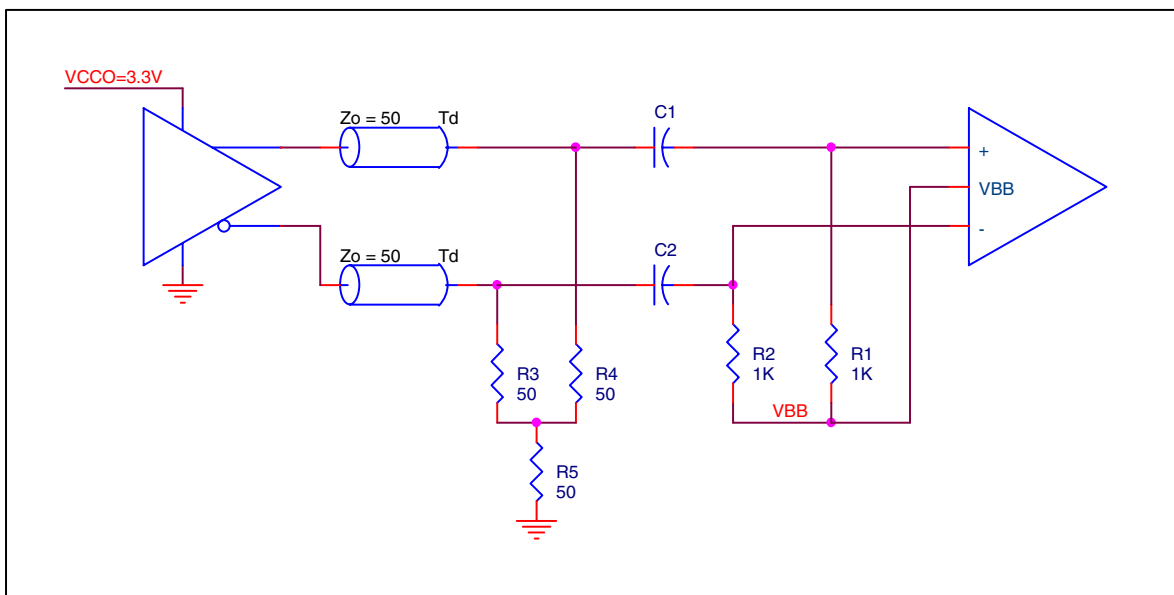 VCCO=3.3V
Zo = 50 Td
C1
+
VBB
-
Zo = 50 Td
C2
R3
50
R4
50
R2
1K
R1
1K
VBB
R5
50